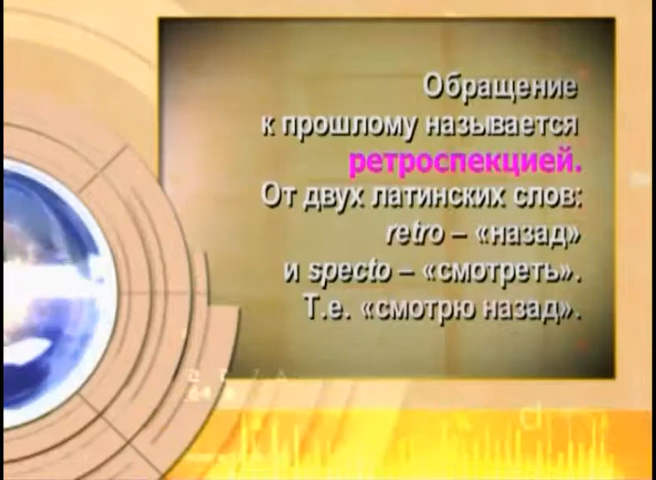 Обращение
к прошлому называется
ретроспекцией.
От двух латинских слов:
retro – «назад»
и specto – «смотреть».
Т.е. «смотрю назад».